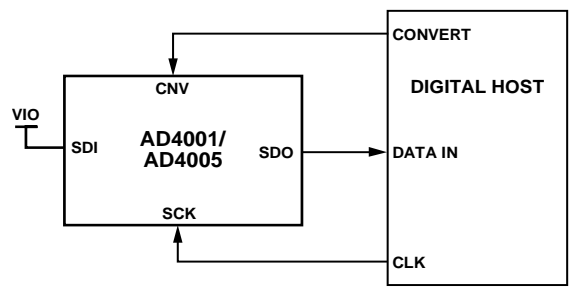 CONVERT
CNV
DIGITAL HOST
VIO
SDI
AD4001/
AD4005
SDO
DATA IN
SCK
CLK